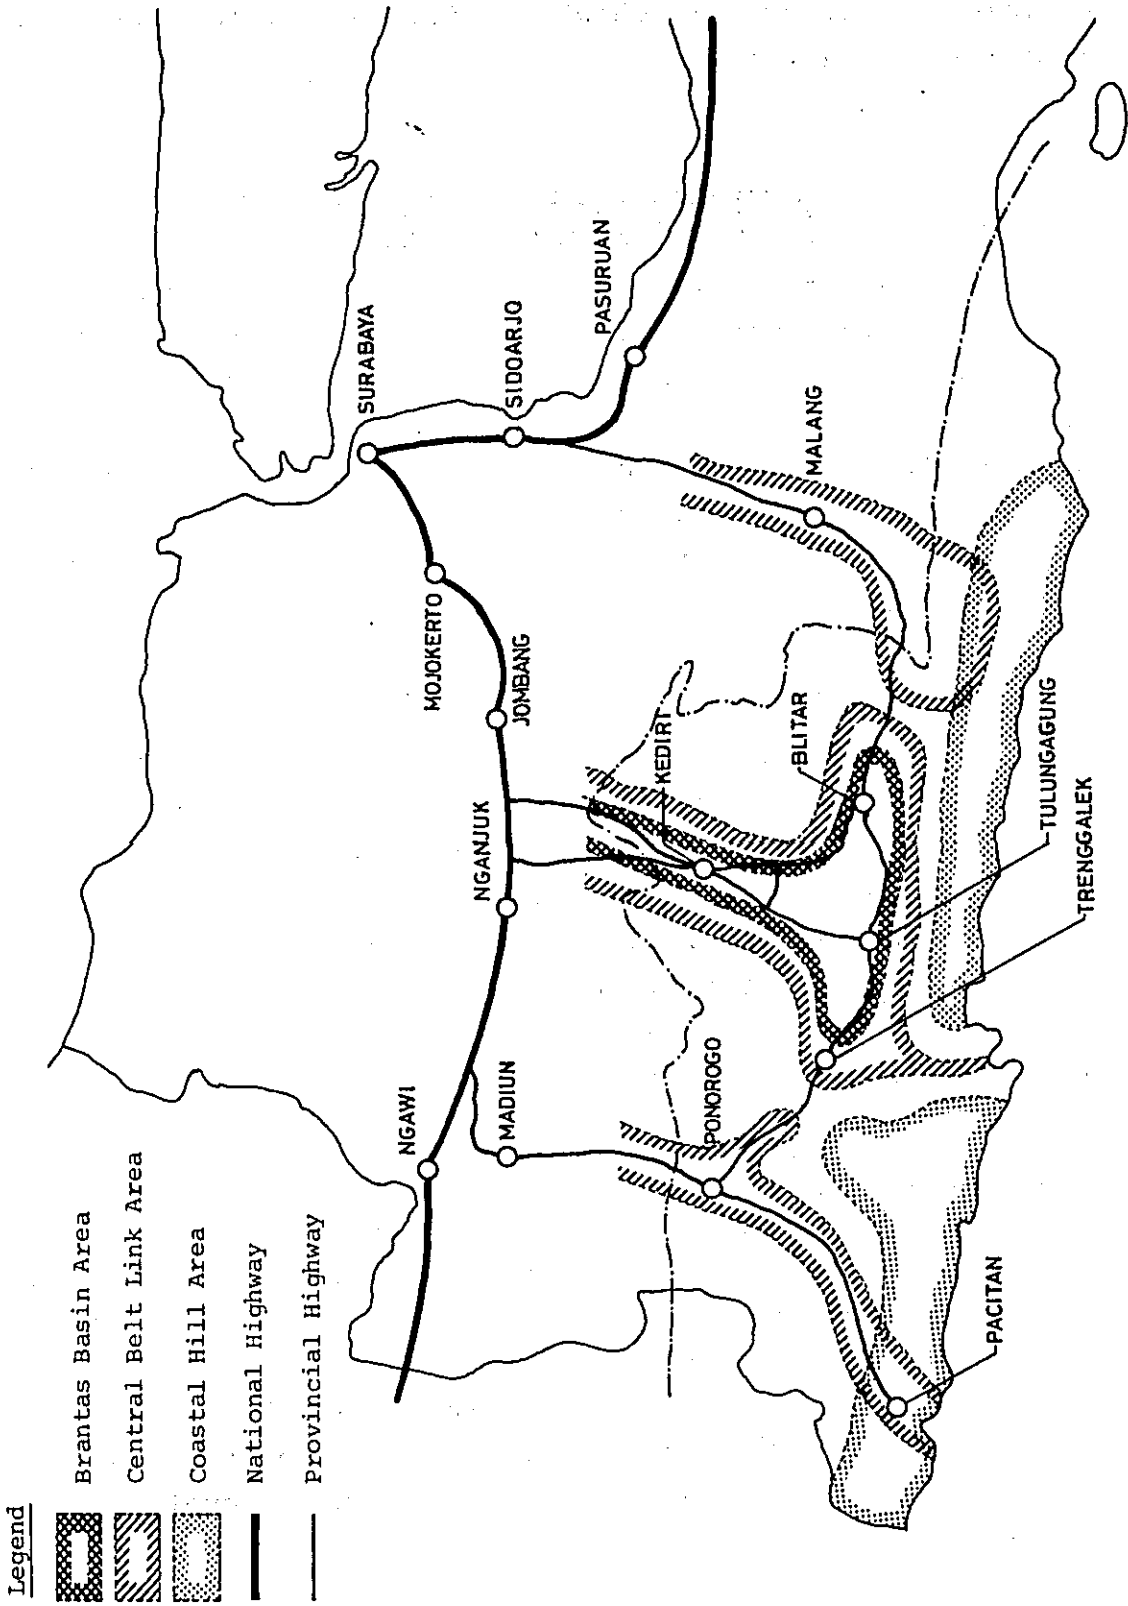 Legend
Brantas Basin Area
Central Belt Link Area
Coastal Hill Area
National Highway
Provincial Highway
NGAWI
MADIUN
PONOROGO
PACITAN
NGANJUK
KEDIRI
BLITAR
TULUNGAGUNG
TRENGGALEK
JOMBANG
MOJOKERTO
SURABAYA
SIDOARJO
PASURUAN
MALANG